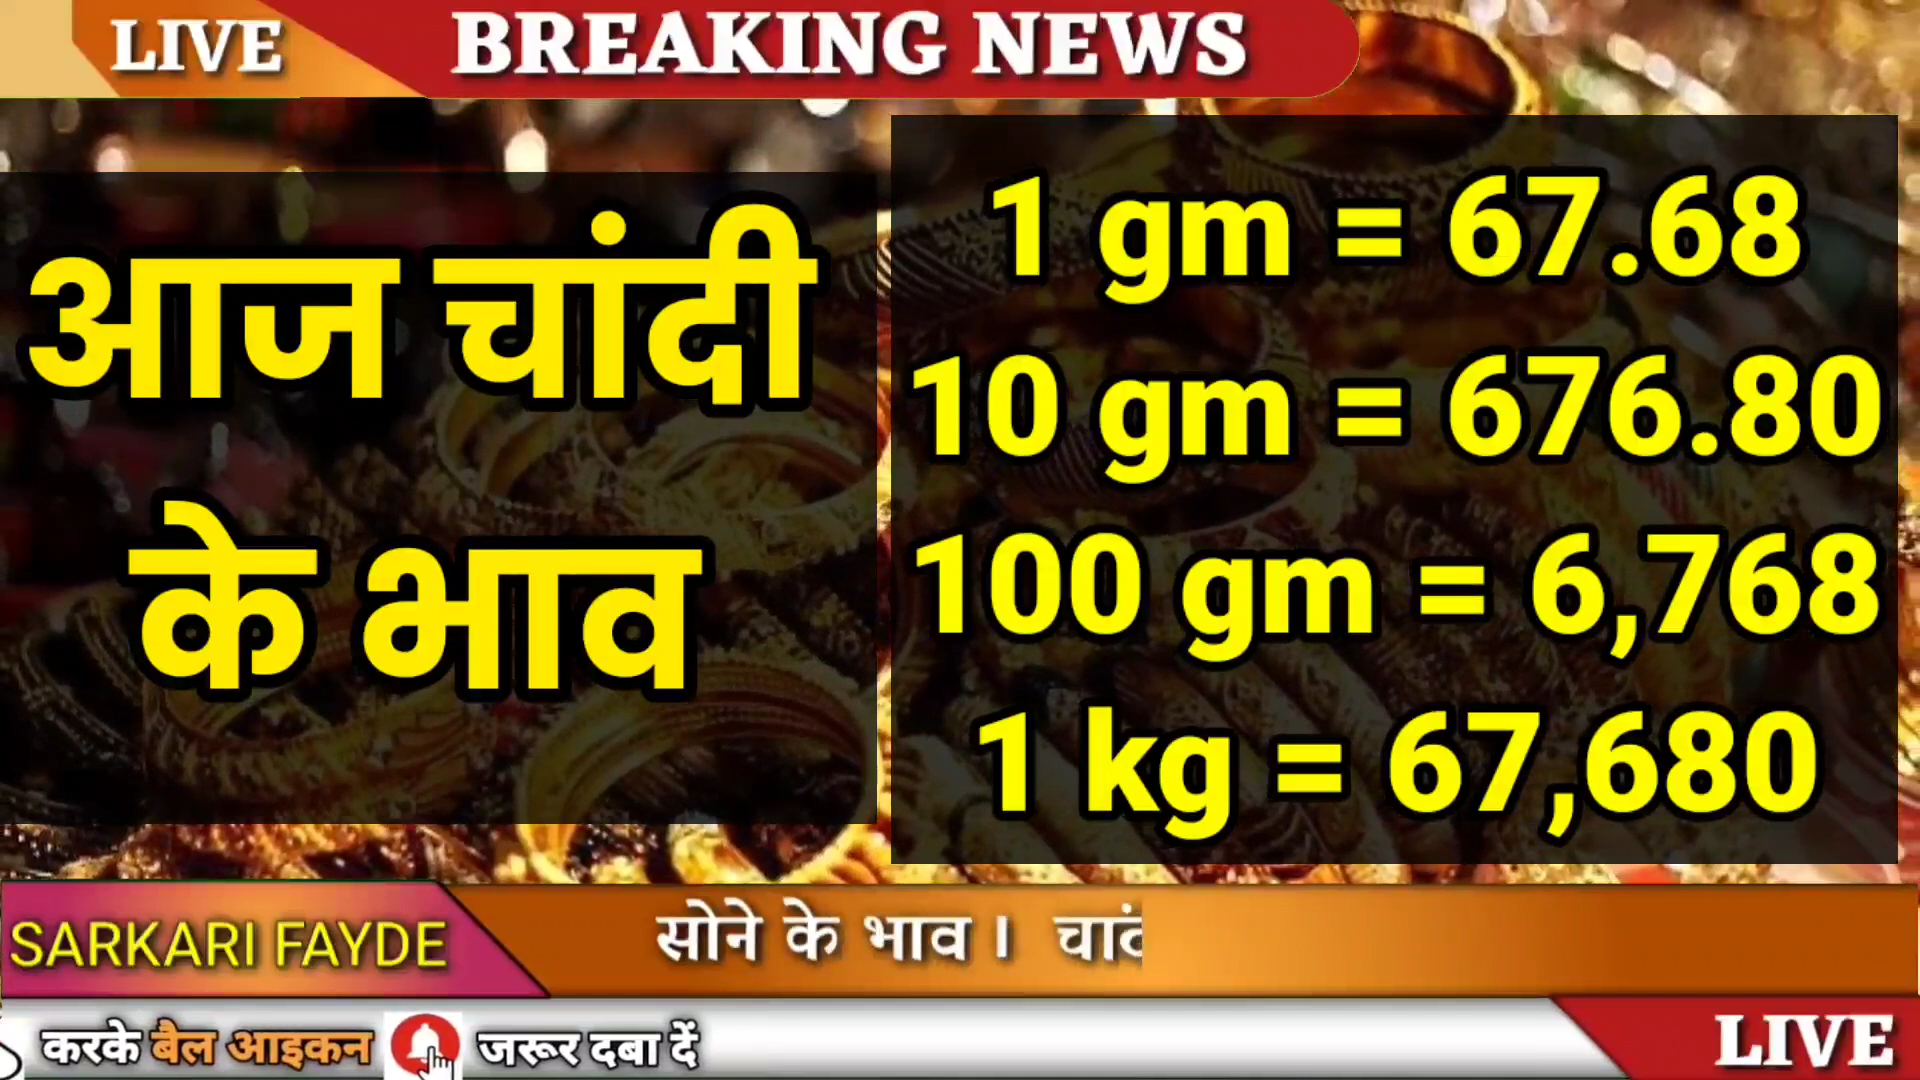 LIVE BREAKING NEWS
आज चांदी
के भाव
1 gm = 67.68
10 gm = 676.80
100 gm = 6,768
1 kg = 67,680
SARKARI FAYDE
सोने के भाव ।
करके बैल आइकन जरूर दबा दें
LIVE